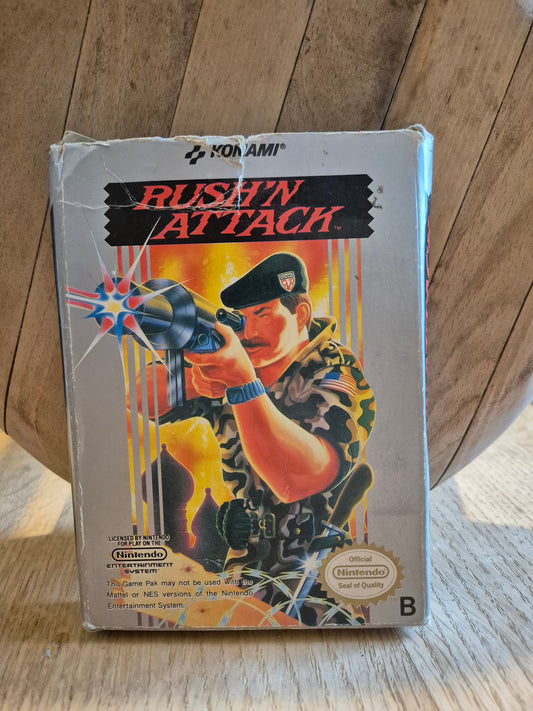 KONAMI®
RUSH'N
ATTACK™
LICENSED BY NINTENDO
FOR PLAY ON THE
Nintendo
ENTERTAINMENT
SYSTEM
This Game Pak may not be used with the
Mattel or NES versions of the Nintendo
Entertainment System.
Official
Nintendo
Seal of Quality
B